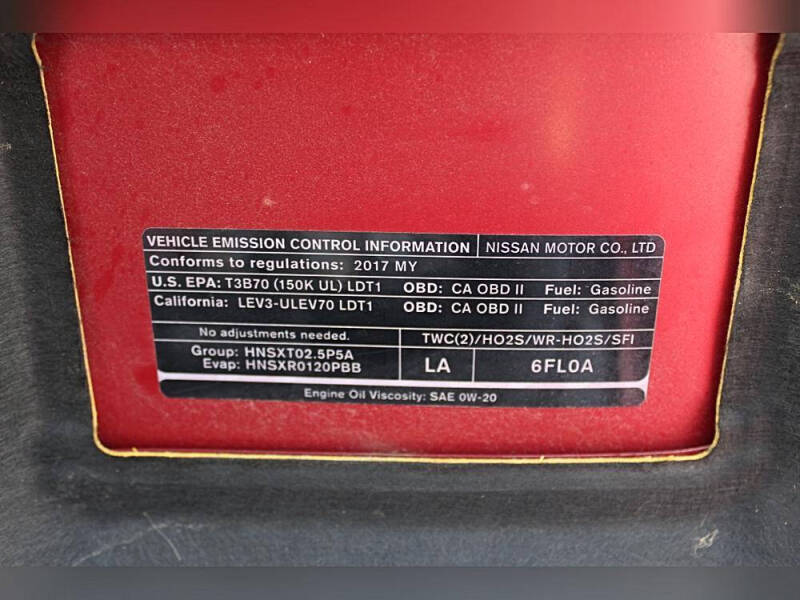 VEHICLE EMISSION CONTROL INFORMATION NISSAN MOTOR CO., LTD
Conforms to regulations: 2017 MY
U.S. EPA: T3B70 (150K UL) LDT1 OBD: CA OBD II Fuel: Gasoline
California: LEV3-ULEV70 LDT1 OBD: CA OBD II Fuel: Gasoline
No adjustments needed. TWC(2)/HO2S/WR-HO2S/SFI
Group: HNSXT02.5P5A
Evap: HNSXR0120PBB
LA 6FL0A
Engine Oil Viscosity: SAE 0W-20